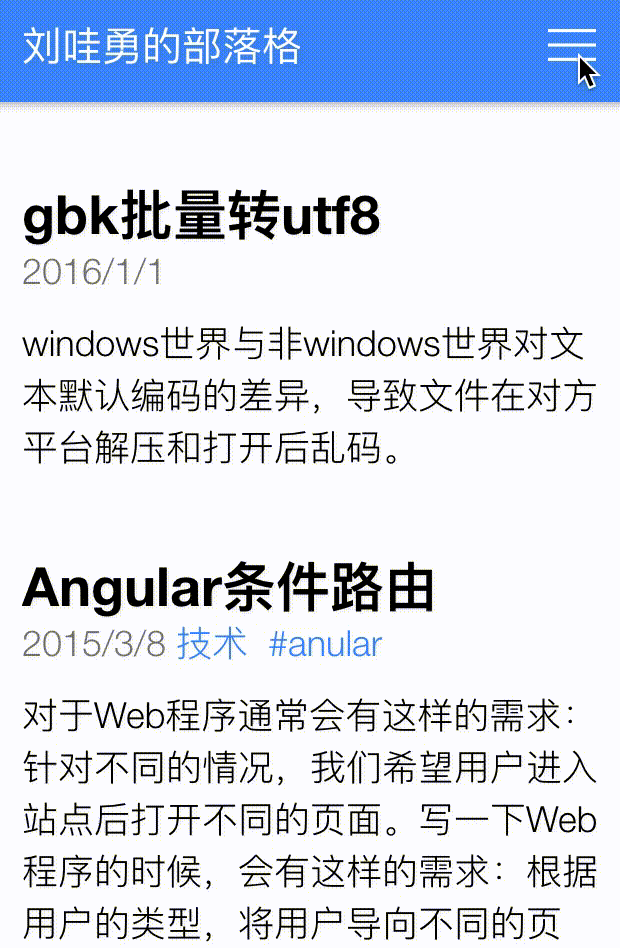 刘哇勇的部落格
gbk批量转utf8
2016/1/1
windows世界与非windows世界对文
本默认编码的差异，导致文件在对方
平台解压和打开后乱码。
Angular条件路由
2015/3/8 技术 #anular
对于Web程序通常会有这样的需求：
针对不同的情况，我们希望用户进入
站点后打开不同的页面。写一下Web
程序的时候，会有这样的需求：根据
用户的类型，将用户导向不同的页